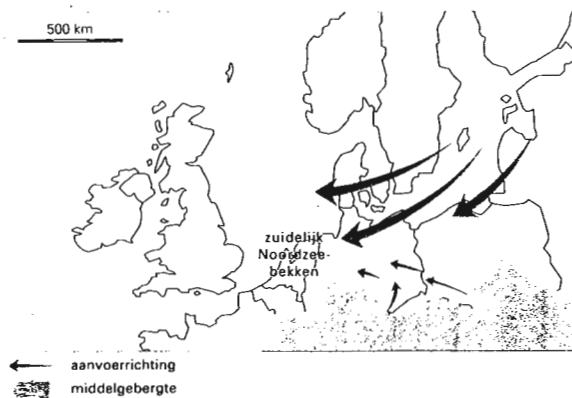 500 km
zuidelijk
Noordzee-
bekken
aanvoerrichting
middelgebergte